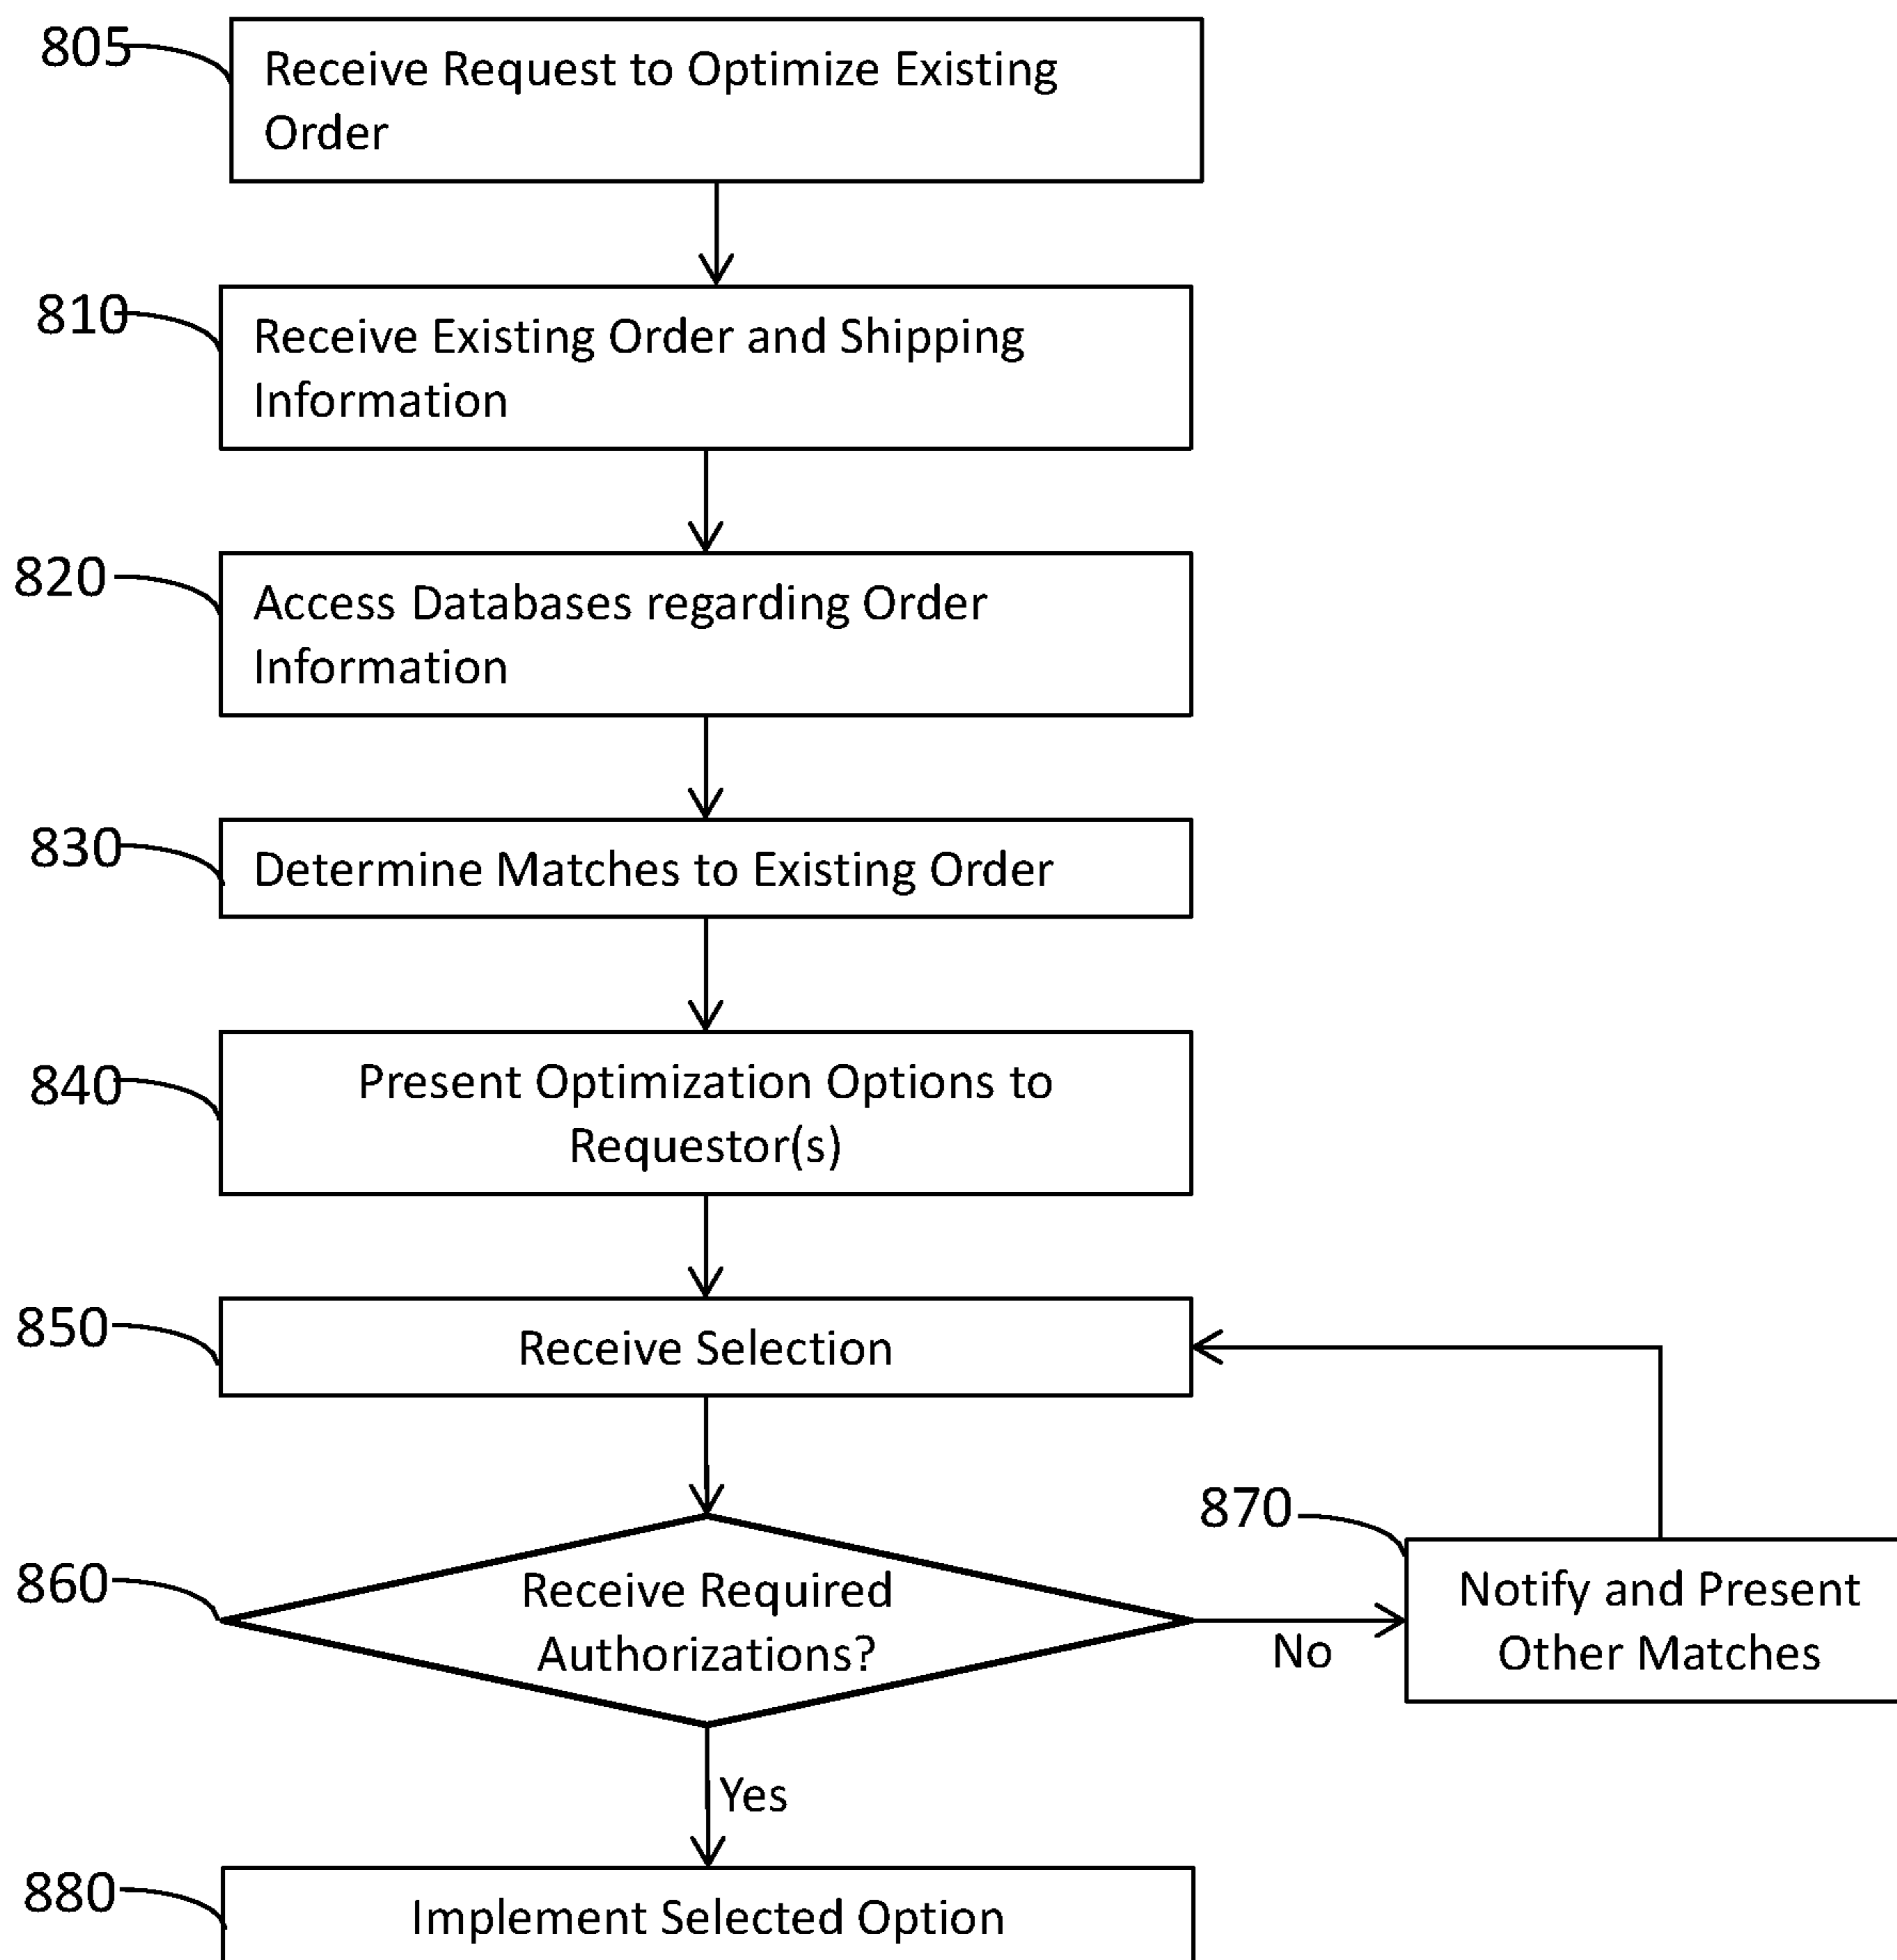 805
Receive Request to Optimize Existing
Order
810
Receive Existing Order and Shipping
Information
820
Access Databases regarding Order
Information
830
Determine Matches to Existing Order
840
Present Optimization Options to
Requestor(s)
850
Receive Selection
860
Receive Required
Authorizations?
No
870
Notify and Present
Other Matches
Yes
880
Implement Selected Option